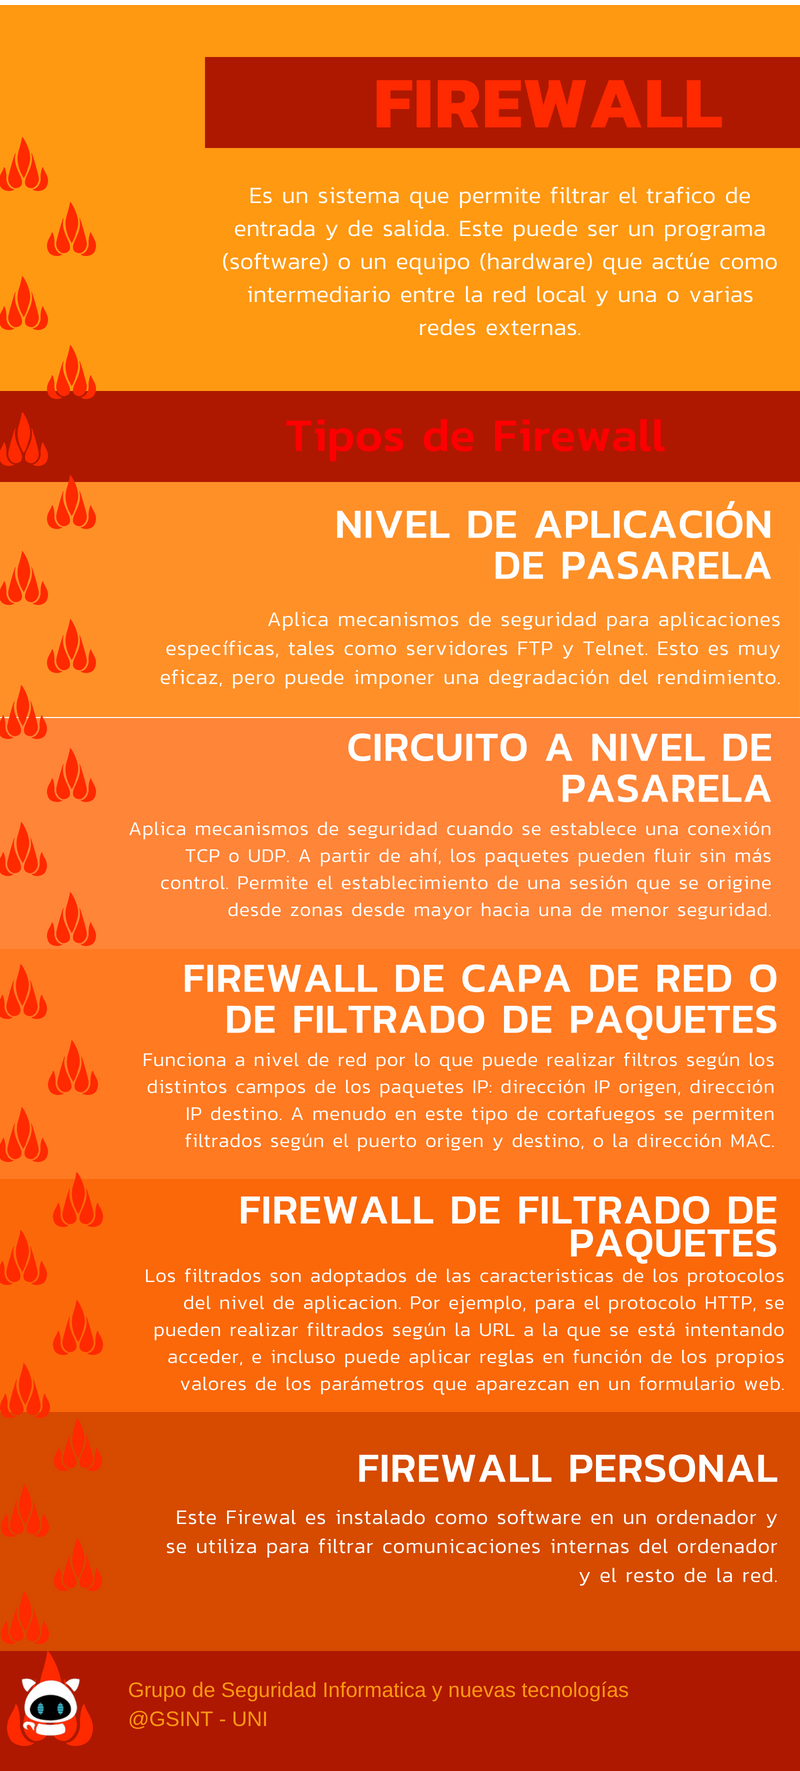 FIREWALL
Es un sistema que permite filtrar el trafico de
entrada y de salida. Este puede ser un programa
(software) o un equipo (hardware) que actúe como
intermediario entre la red local y una o varias
redes externas.
Tipos de Firewall
NIVEL DE APLICACIÓN
DE PASARELA
Aplica mecanismos de seguridad para aplicaciones
específicas, tales como servidores FTP y Telnet. Esto es muy
eficaz, pero puede imponer una degradación del rendimiento.
CIRCUITO A NIVEL DE
PASARELA
Aplica mecanismos de seguridad cuando se establece una conexión
TCP o UDP. A partir de ahí, los paquetes pueden fluir sin más
control. Permite el establecimiento de una sesión que se origine
desde zonas desde mayor hacia una de menor seguridad.
FIREWALL DE CAPA DE RED O
DE FILTRADO DE PAQUETES
Funciona a nivel de red por lo que puede realizar filtros según los
distintos campos de los paquetes IP: dirección IP origen, dirección
IP destino. A menudo en este tipo de cortafuegos se permiten
filtrados según el puerto origen y destino, o la dirección MAC.
FIREWALL DE FILTRADO DE
PAQUETES
Los filtrados son adoptados de las caracteristicas de los protocolos
del nivel de aplicacion. Por ejemplo, para el protocolo HTTP, se
pueden realizar filtrados según la URL a la que se está intentando
acceder, e incluso puede aplicar reglas en función de los propios
valores de los parámetros que aparezcan en un formulario web.
FIREWALL PERSONAL
Este Firewal es instalado como software en un ordenador y
se utiliza para filtrar comunicaciones internas del ordenador
y el resto de la red.
Grupo de Seguridad Informatica y nuevas tecnologías
@GSINT - UNI